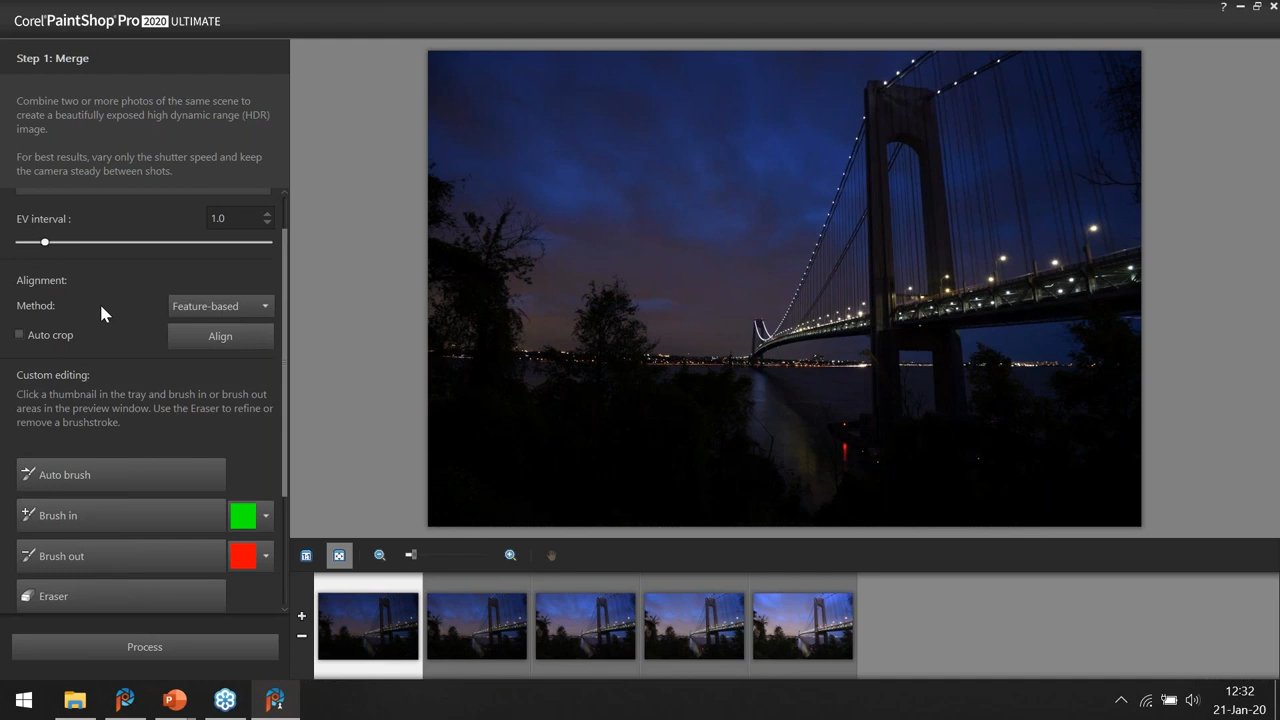 Corel PaintShop Pro 2020 ULTIMATE
?
Step 1: Merge
Combine two or more photos of the same scene to
create a beautifully exposed high dynamic range (HDR)
image.
For best results, vary only the shutter speed and keep
the camera steady between shots.
EV interval : 1.0
Alignment:
Method: Feature-based
Auto crop Align
Custom editing:
Click a thumbnail in the tray and brush in or brush out
areas in the preview window. Use the Eraser to refine or
remove a brushstroke.
Auto brush
Brush in
Brush out
Eraser
Process
12:32
21-Jan-20